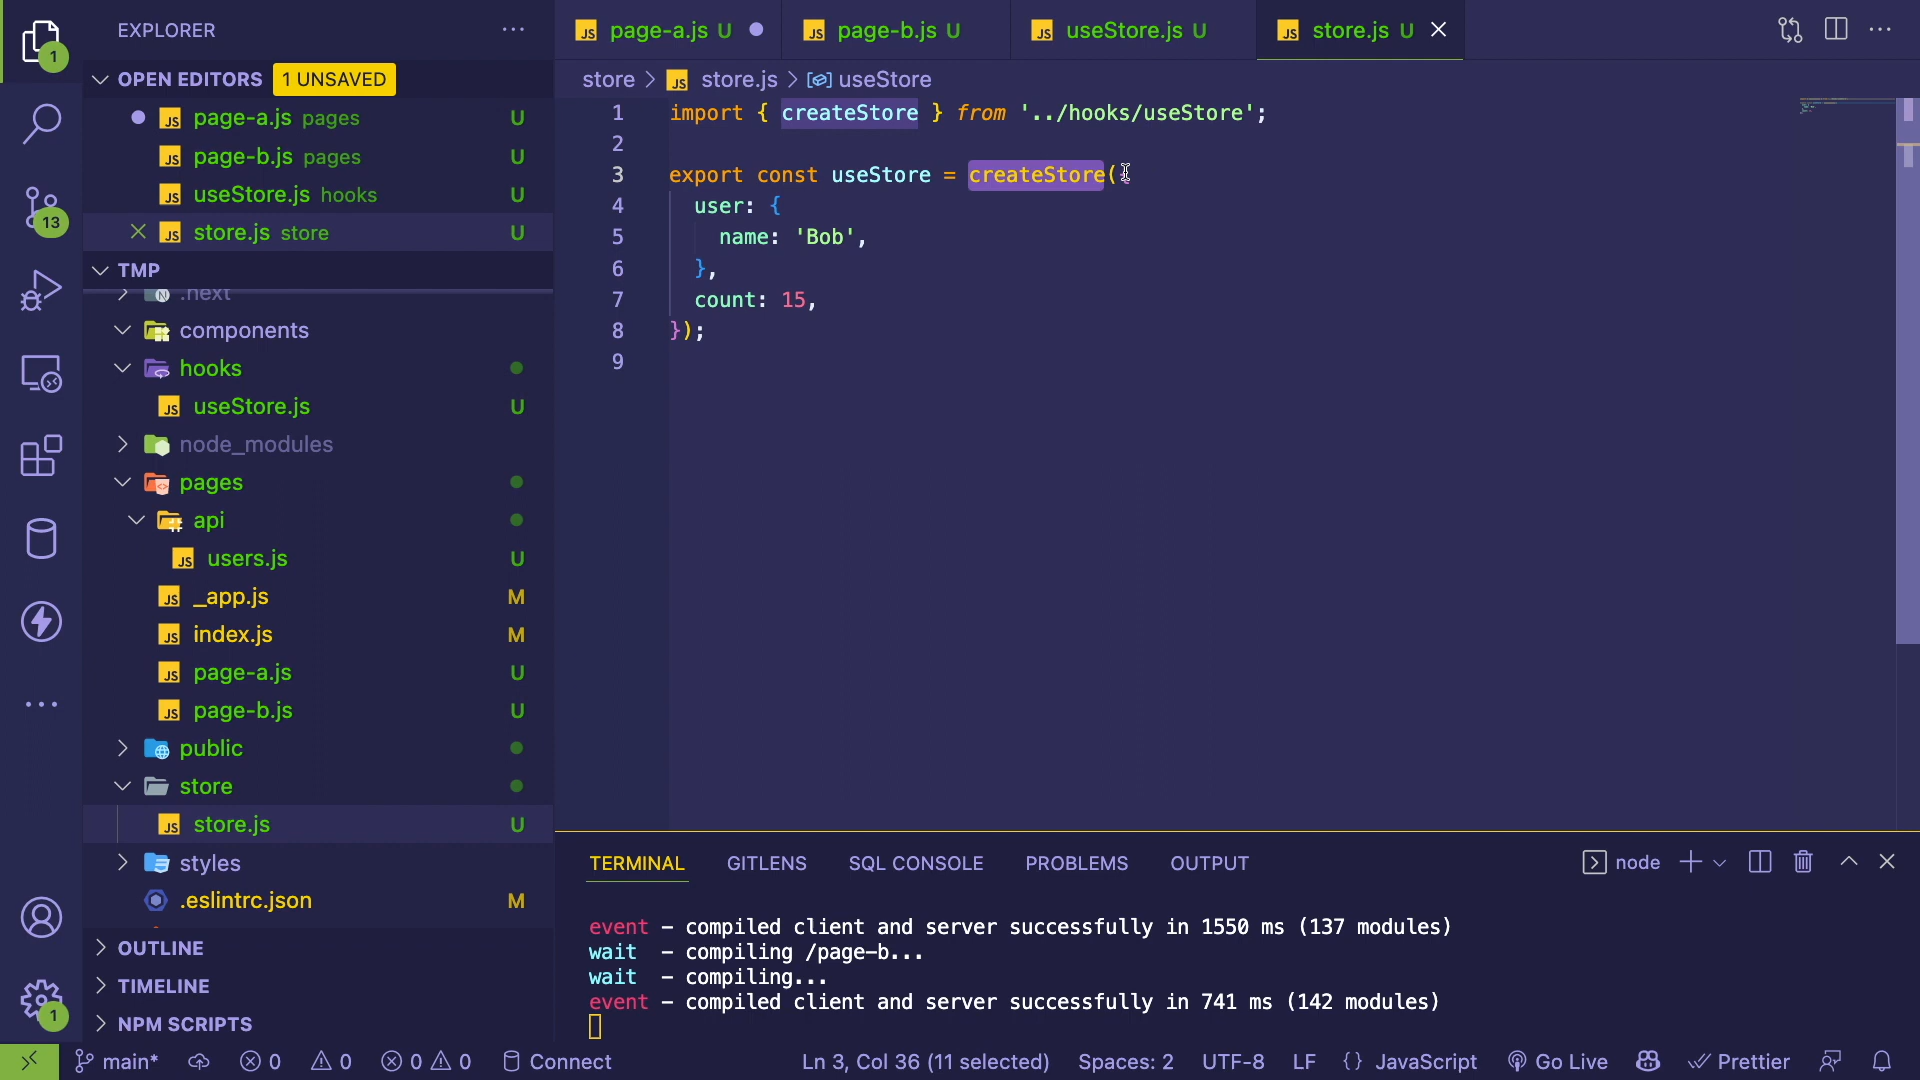 EXPLORER
OPEN EDITORS 1 UNSAVED
page-a.js pages U
page-b.js pages U
useStore.js hooks U
store.js store U
TMP
.next
components
hooks
useStore.js U
node_modules
pages
api
users.js U
_app.js M
index.js M
page-a.js U
page-b.js U
public
store
store.js U
styles
.eslintrc.json M
OUTLINE
TIMELINE
NPM SCRIPTS
1
13
1
page-a.js U
page-b.js U
useStore.js U
store.js U
store > store.js > useStore
1 import { createStore } from '../hooks/useStore';
2
3 export const useStore = createStore({
4 user: {
5 name: 'Bob',
6 },
7 count: 15,
8 });
9
TERMINAL GITLENS SQL CONSOLE PROBLEMS OUTPUT node
event - compiled client and server successfully in 1550 ms (137 modules)
wait - compiling /page-b...
wait - compiling...
event - compiled client and server successfully in 741 ms (142 modules)
main* 0 0 0 0 Connect Ln 3, Col 36 (11 selected) Spaces: 2 UTF-8 LF {} JavaScript Go Live Prettier